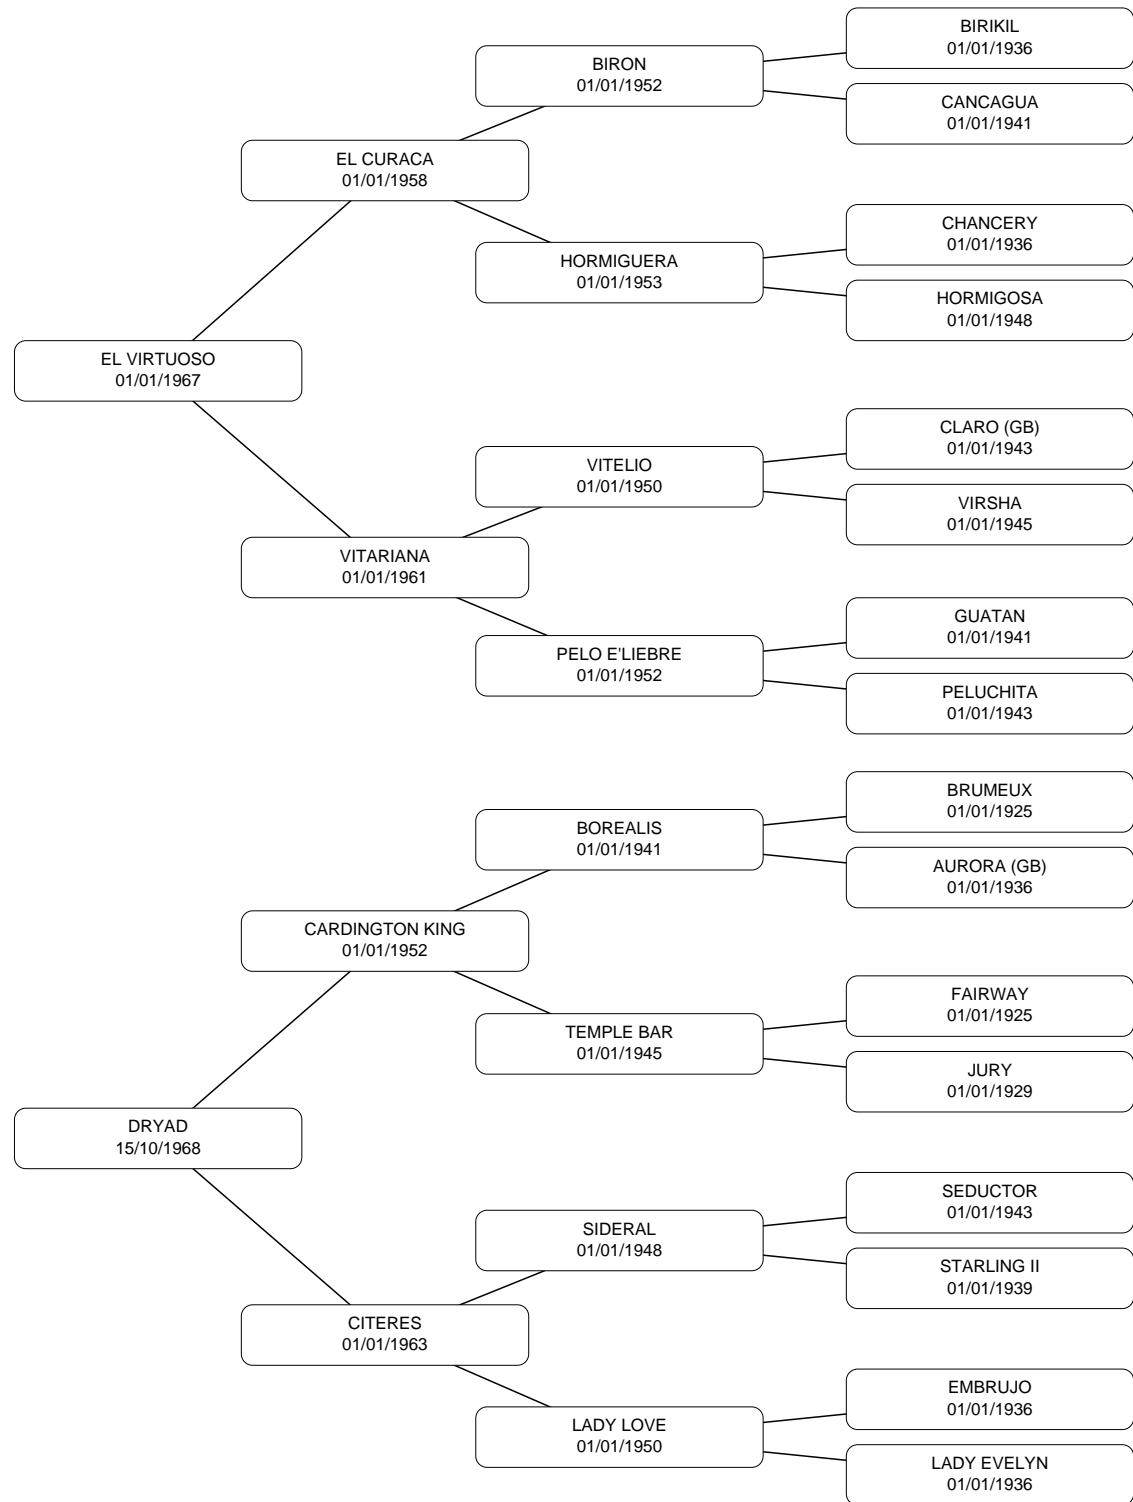 BIRIKIL
01/01/1936
BIRON
01/01/1952
CANCAGUA
01/01/1941
EL CURACA
01/01/1958
CHANCERY
01/01/1936
HORMIGUERA
01/01/1953
HORMIGOSA
01/01/1948
EL VIRTUOSO
01/01/1967
CLARO (GB)
01/01/1943
VITELIO
01/01/1950
VIRSHA
01/01/1945
VITARIANA
01/01/1961
GUATAN
01/01/1941
PELO E'LIEBRE
01/01/1952
PELUCHITA
01/01/1943
BRUMEUX
01/01/1925
BOREALIS
01/01/1941
AURORA (GB)
01/01/1936
CARDINGTON KING
01/01/1952
FAIRWAY
01/01/1925
TEMPLE BAR
01/01/1945
JURY
01/01/1929
DRYAD
15/10/1968
SEDUCTOR
01/01/1943
SIDERAL
01/01/1948
STARLING II
01/01/1939
CITERES
01/01/1963
EMBRUJO
01/01/1936
LADY LOVE
01/01/1950
LADY EVELYN
01/01/1936